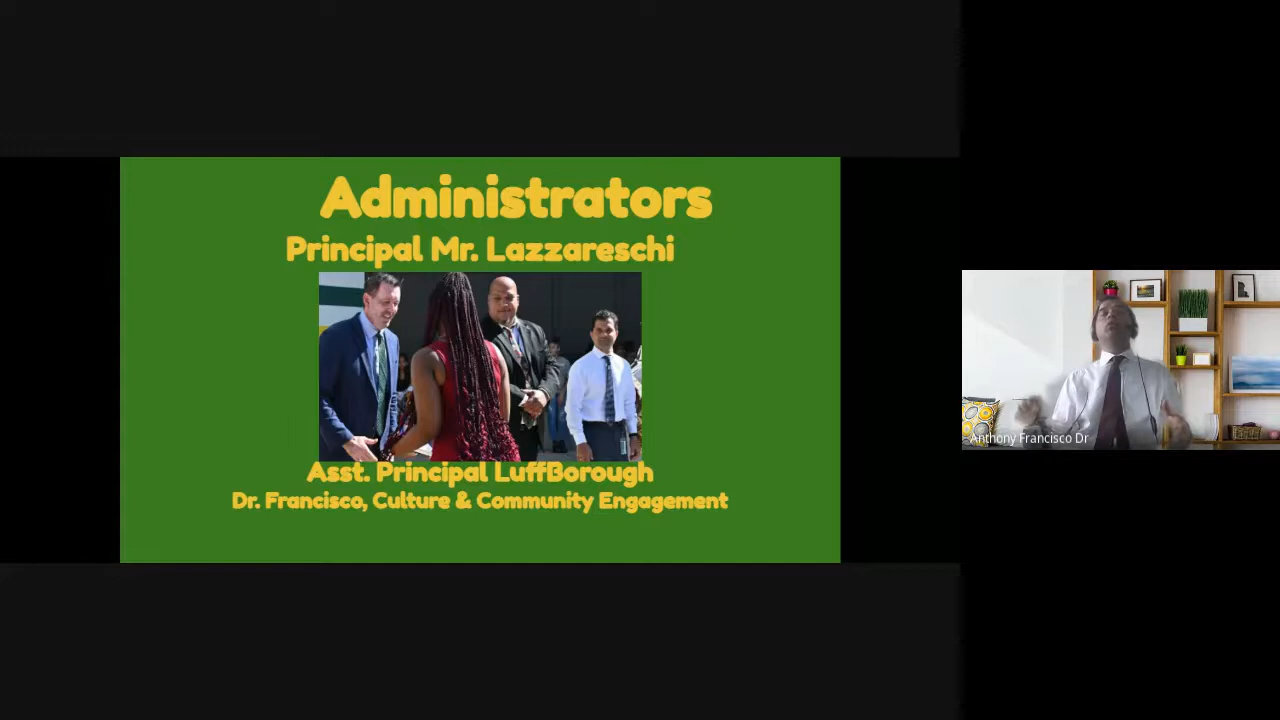 Administrators
Principal Mr. Lazzareschi
Asst. Principal LuffBorough
Dr. Francisco, Culture & Community Engagement
Anthony Francisco Dr